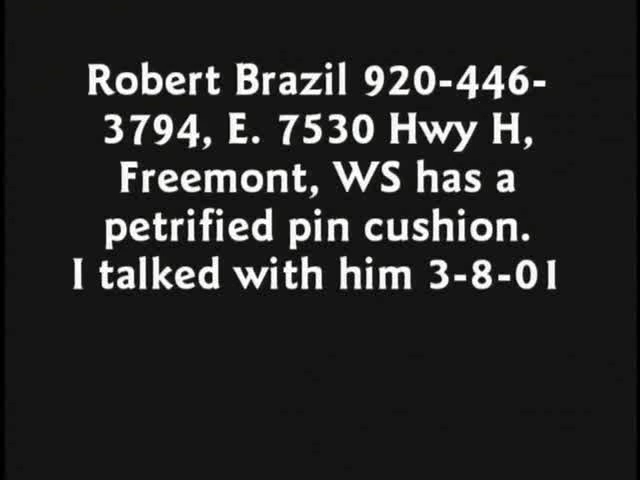 Robert Brazil 920-446-
3794, E. 7530 Hwy H,
Freemont, WS has a
petrified pin cushion.
I talked with him 3-8-01